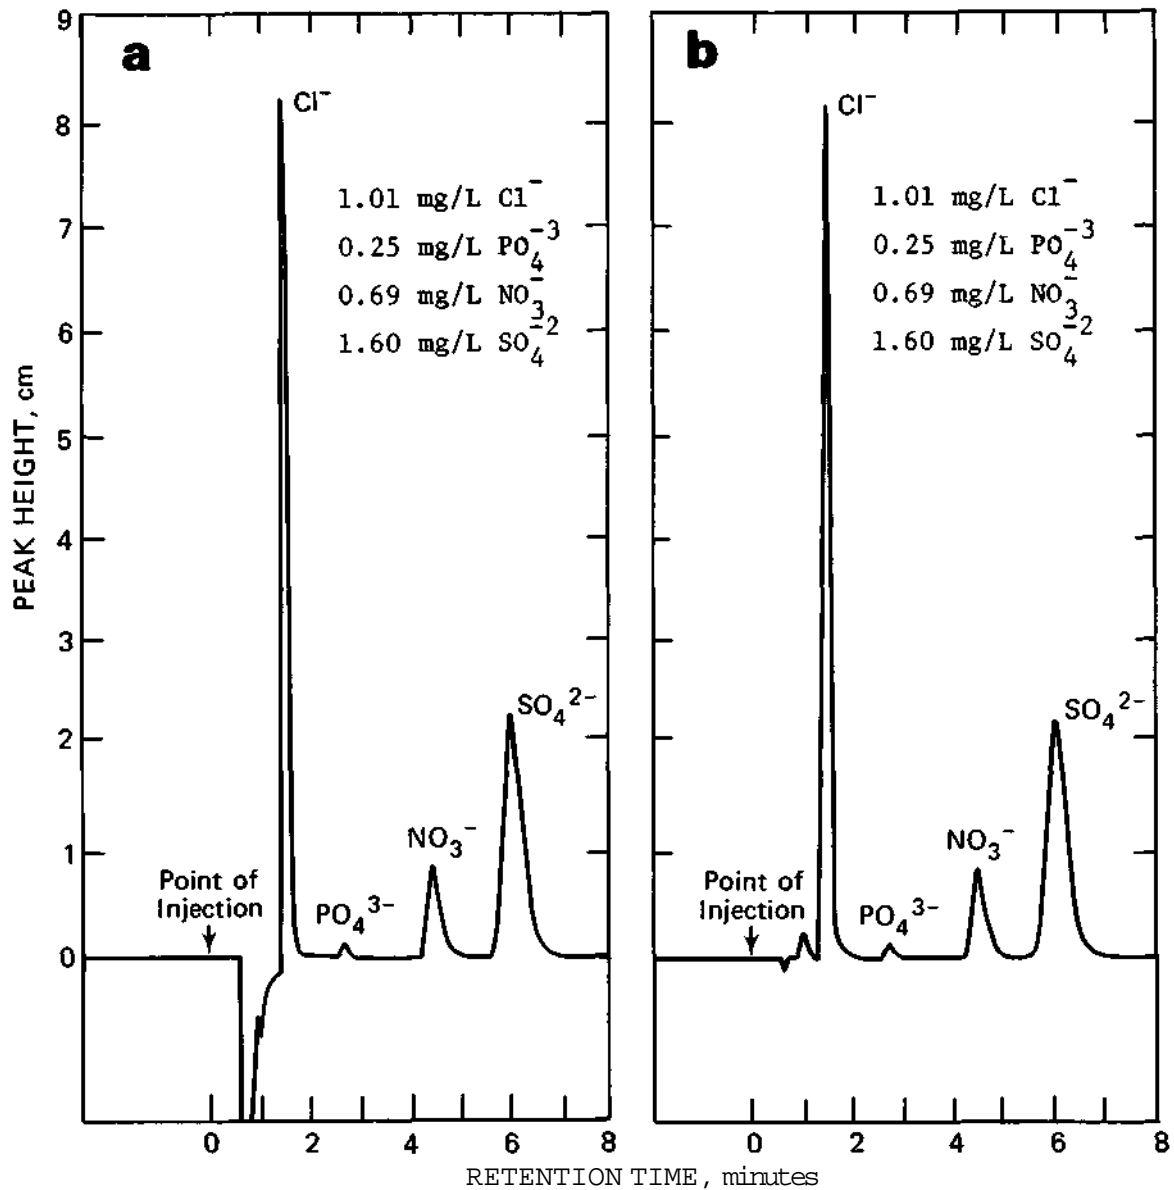 a
Cl⁻
1.01 mg/L Cl⁻
0.25 mg/L PO₄⁻³
0.69 mg/L NO₃⁻
1.60 mg/L SO₄⁻²
SO₄²⁻
NO₃⁻
PO₄³⁻
Point of
Injection
b
Cl⁻
1.01 mg/L Cl⁻
0.25 mg/L PO₄⁻³
0.69 mg/L NO₃⁻
1.60 mg/L SO₄⁻²
SO₄²⁻
NO₃⁻
PO₄³⁻
Point of
Injection
PEAK HEIGHT, cm
9
8
7
6
5
4
3
2
1
0
0 2 4 6 8
0 2 4 6 8
RETENTION TIME, minutes